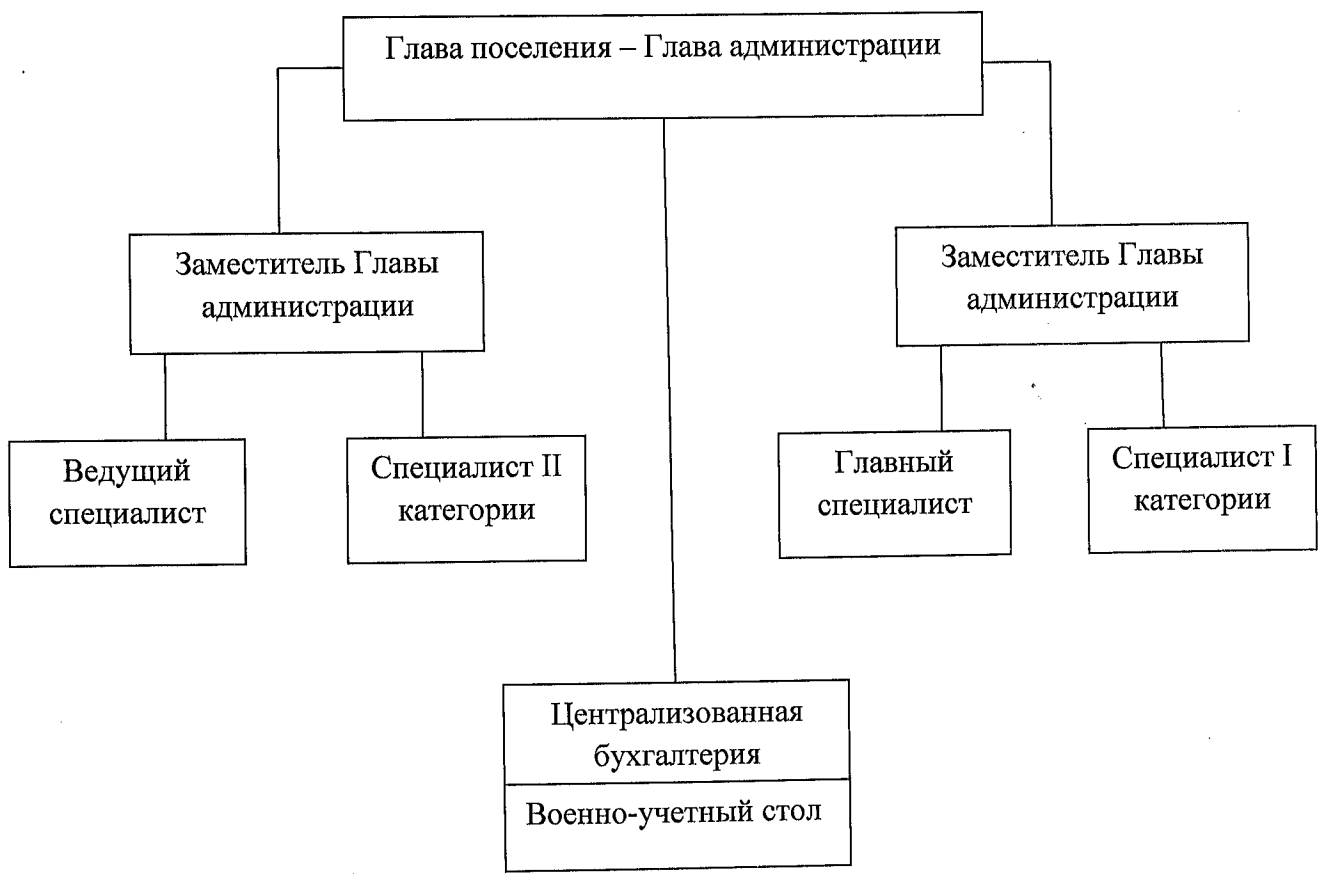 Глава поселения – Глава администрации
Заместитель Главы
администрации
Заместитель Главы
администрации
Ведущий
специалист
Специалист II
категории
Главный
специалист
Специалист I
категории
Централизованная
бухгалтерия
Военно-учетный стол